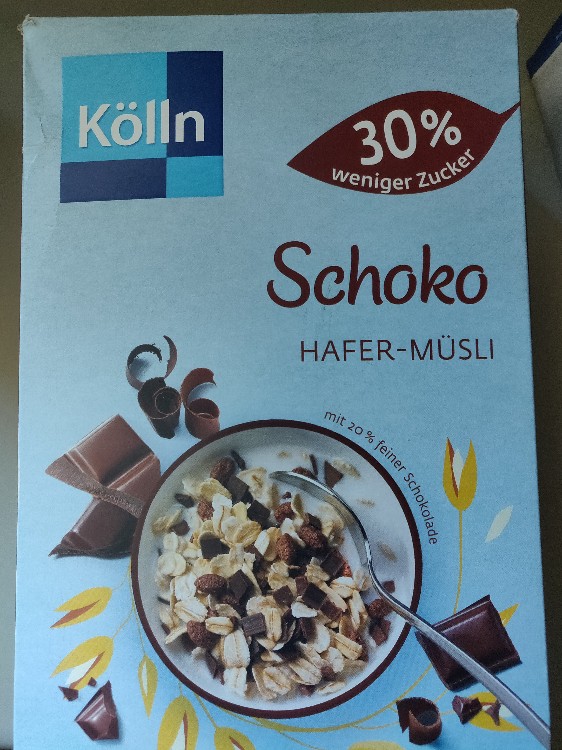 Kölln
30%
weniger Zucker
Schoko
HAFER-MÜSLI
mit 20 % feiner Schokolade